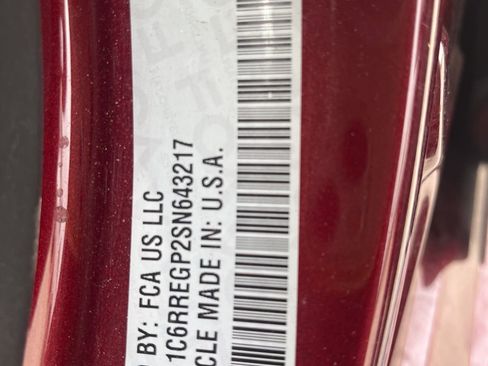 BY: FCA US LLC
1C6RREGP2SN643217
CLE MADE IN: U.S.A.